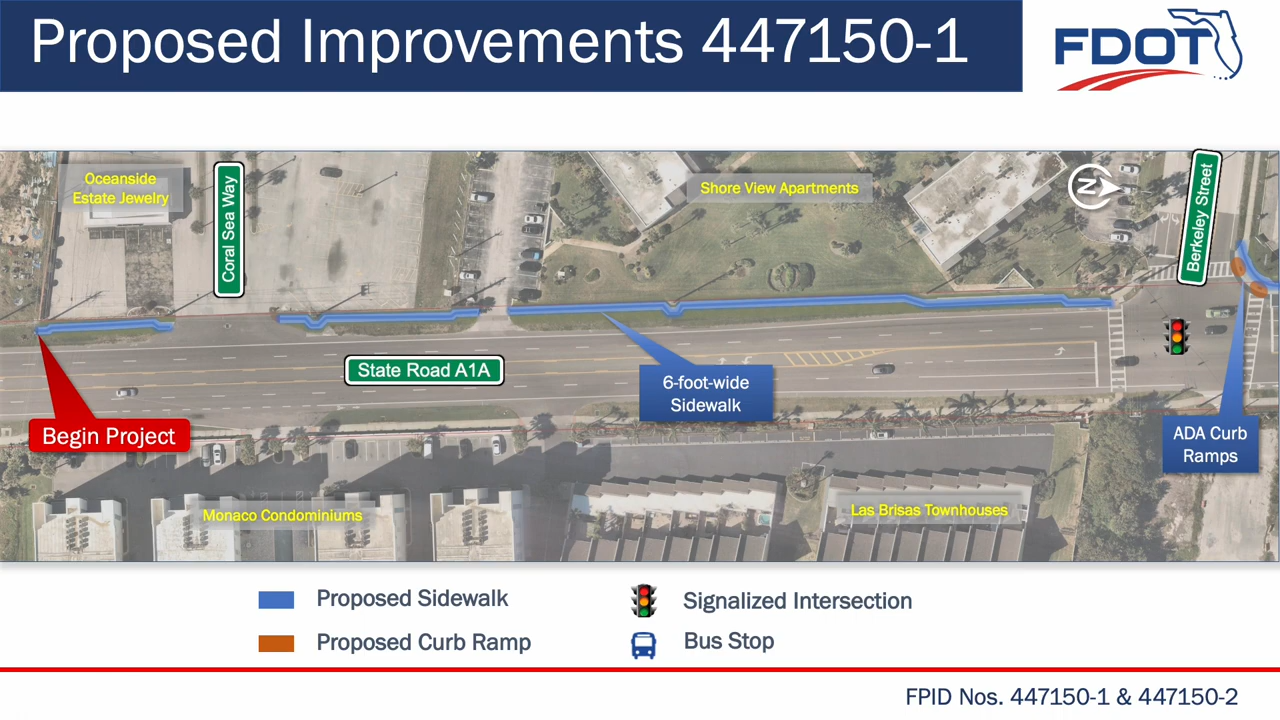 Proposed Improvements 447150-1
FDOT
Oceanside
Estate Jewelry
Coral Sea Way
Shore View Apartments
N
Berkeley Street
State Road A1A
6-foot-wide
Sidewalk
Begin Project
ADA Curb
Ramps
Monaco Condominiums
Las Brisas Townhouses
Proposed Sidewalk
Signalized Intersection
Proposed Curb Ramp
Bus Stop
FPID Nos. 447150-1 & 447150-2